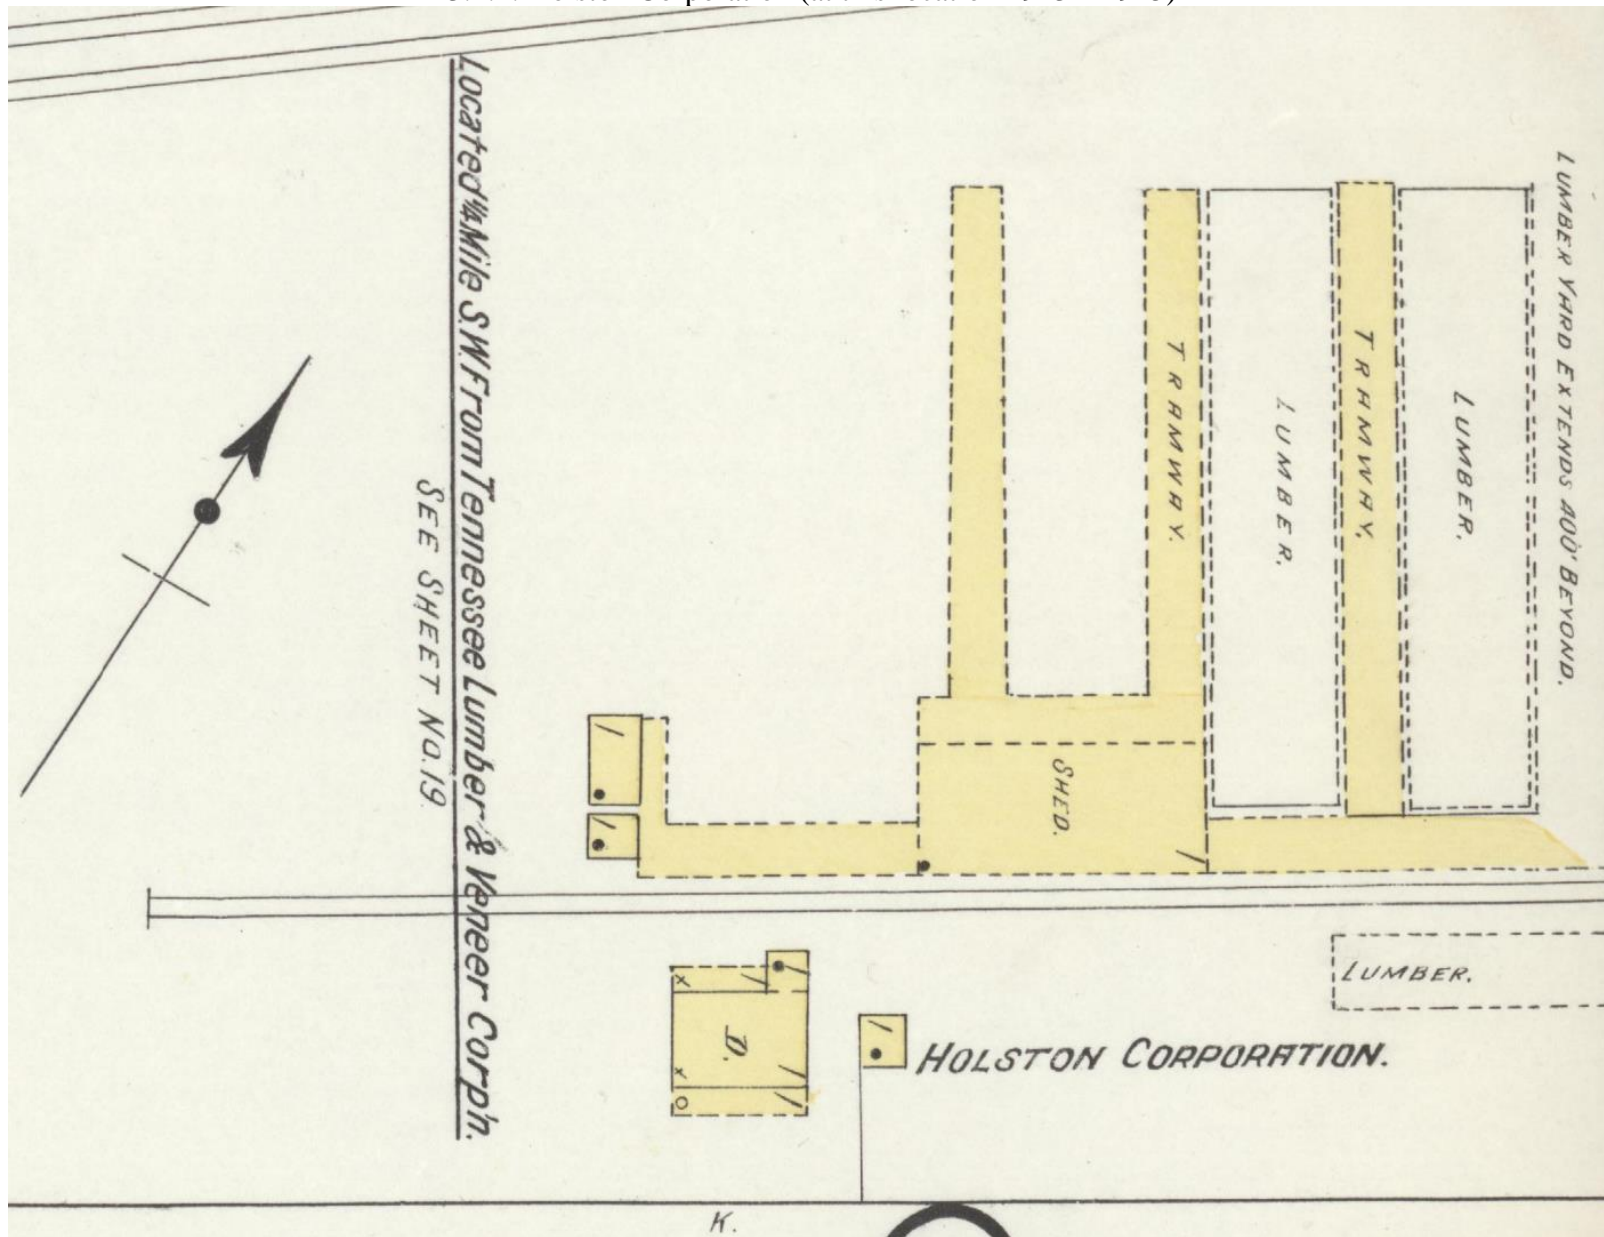 Located ¼ Mile S.W. From Tennessee Lumber & Veneer Corp'n.
SEE SHEET No. 19.
LUMBER YARD EXTENDS 400' BEYOND.
TRAMWAY.
LUMBER.
TRAMWAY.
LUMBER.
SHED.
1
1
1
LUMBER.
1
1
D.
1
1
1
HOLSTON CORPORATION.
K.